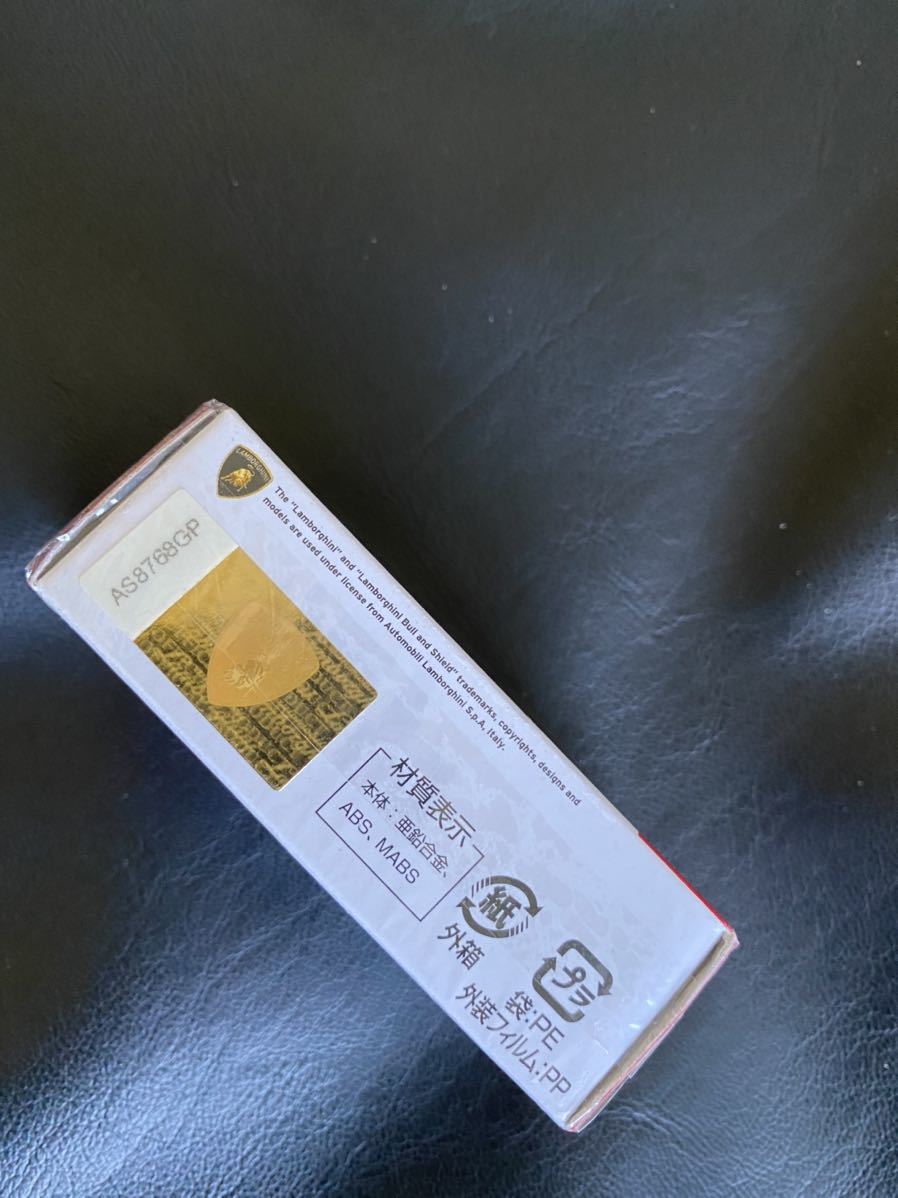 LAMBORGHINI
The "Lamborghini" and "Lamborghini Bull and Shield" trademarks, copyrights, designs and
models are used under license from Automobili Lamborghini S.p.A, Italy.
AS8768GP
材質表示
本体：亜鉛合金、
ABS、MABS
紙
外箱
プラ
袋:PE
外装フィルム:PP